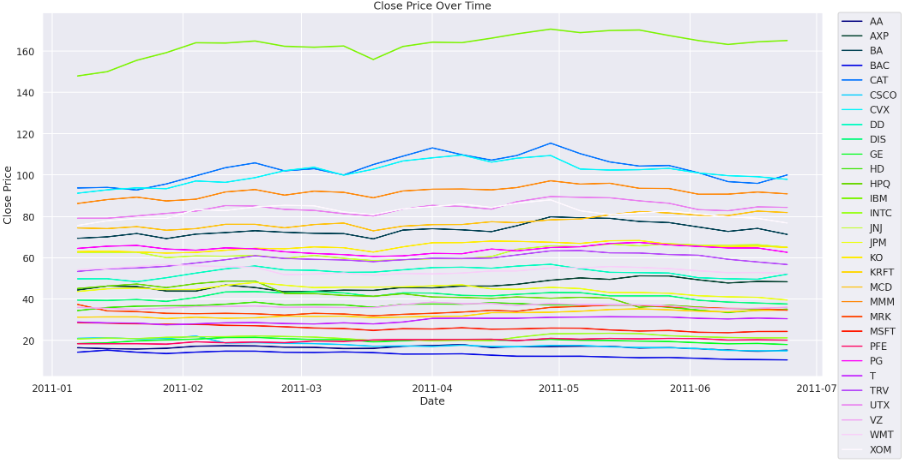 Close Price Over Time
Close Price
160
140
120
100
80
60
40
20
2011-01
2011-02
2011-03
2011-04
2011-05
2011-06
2011-07
Date
AA
AXP
BA
BAC
CAT
CSCO
CVX
DD
DIS
GE
HD
HPQ
IBM
INTC
JNJ
JPM
KO
KRFT
MCD
MMM
MRK
MSFT
PFE
PG
T
TRV
UTX
VZ
WMT
XOM